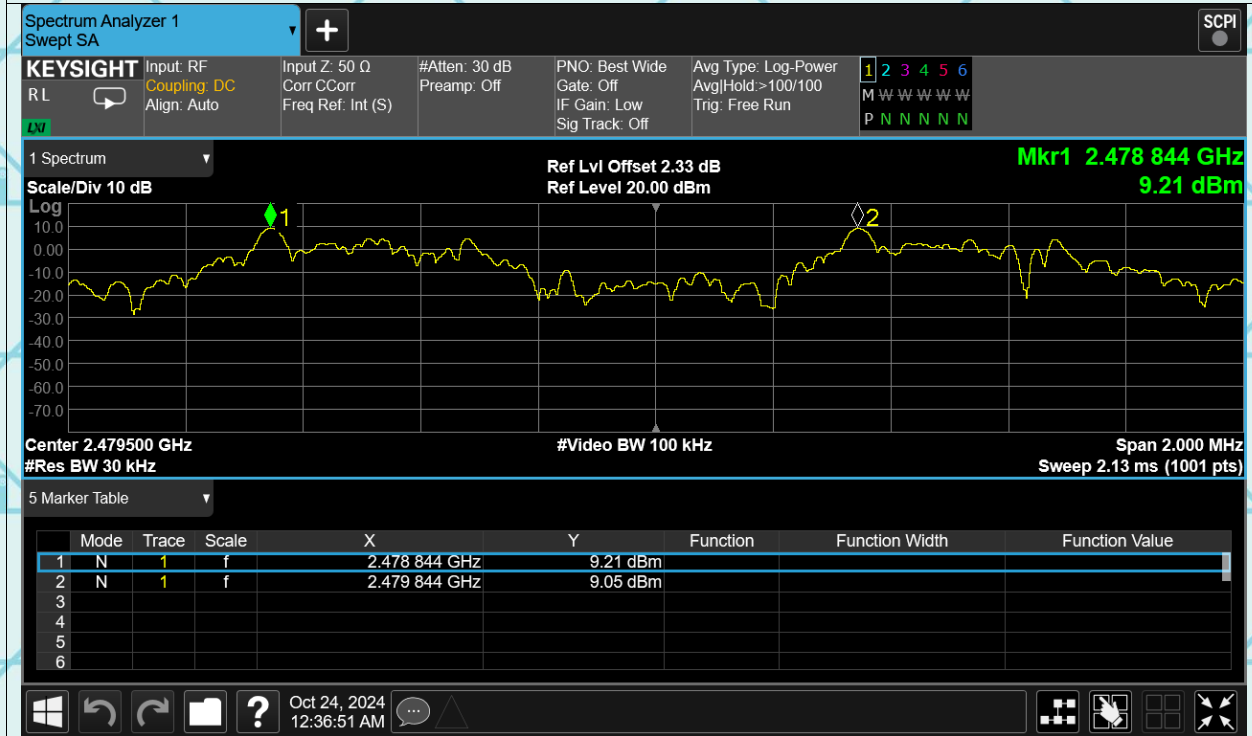 Spectrum Analyzer 1
Swept SA
SCPI
KEYSIGHT Input: RF Input Z: 50 Ω #Atten: 30 dB PNO: Best Wide Avg Type: Log-Power 1 2 3 4 5 6
RL Coupling: DC Corr CCorr Preamp: Off Gate: Off Avg|Hold:>100/100 M W W W W W
Align: Auto Freq Ref: Int (S) IF Gain: Low Trig: Free Run
LXI Sig Track: Off P N N N N N
1 Spectrum Ref Lvl Offset 2.33 dB Mkr1 2.478 844 GHz
Scale/Div 10 dB Ref Level 20.00 dBm 9.21 dBm
Log
10.0
0.00
-10.0
-20.0
-30.0
-40.0
-50.0
-60.0
-70.0
1
2
Center 2.479500 GHz #Video BW 100 kHz Span 2.000 MHz
#Res BW 30 kHz Sweep 2.13 ms (1001 pts)
5 Marker Table
Mode Trace Scale X Y Function Function Width Function Value
1 N 1 f 2.478 844 GHz 9.21 dBm
2 N 1 f 2.479 844 GHz 9.05 dBm
3
4
5
6
? Oct 24, 2024
12:36:51 AM